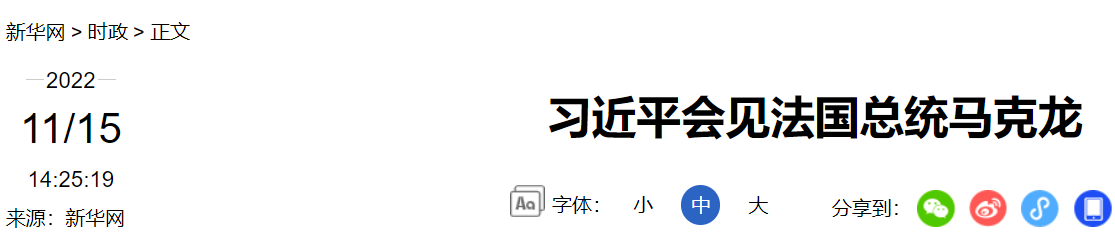 新华网 > 时政 > 正文
2022
11/15
14:25:19
来源：新华网
习近平会见法国总统马克龙
Aa 字体： 小 中 大 分享到：